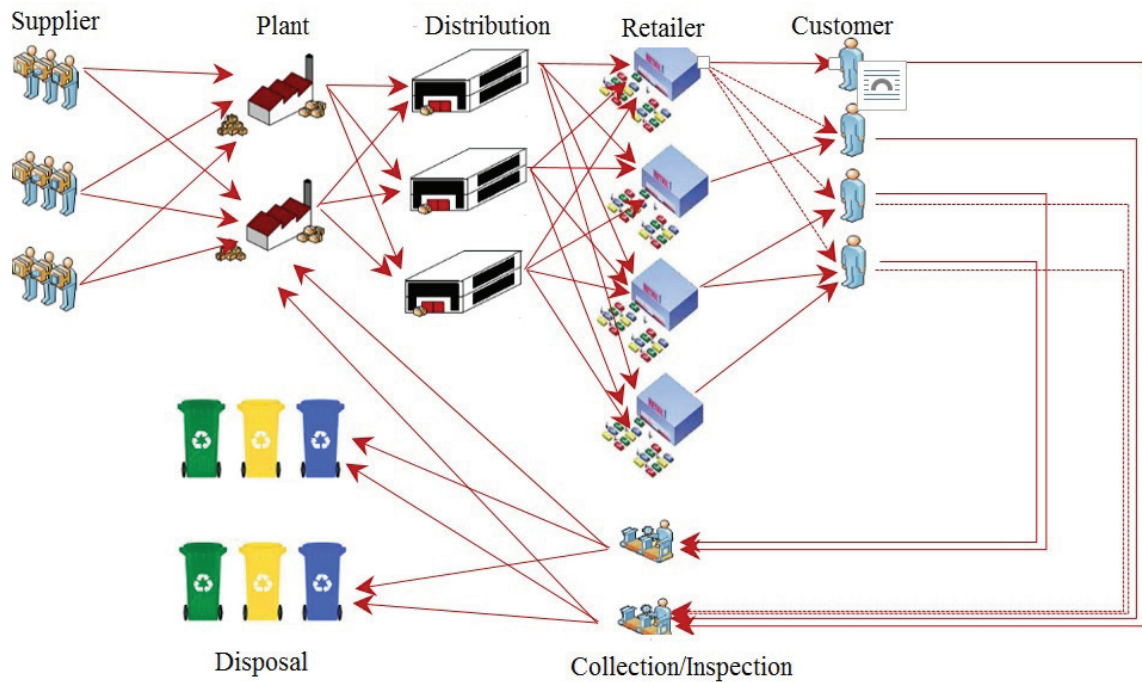 Supplier
Plant
Distribution
Retailer
Customer
Disposal
Collection/Inspection